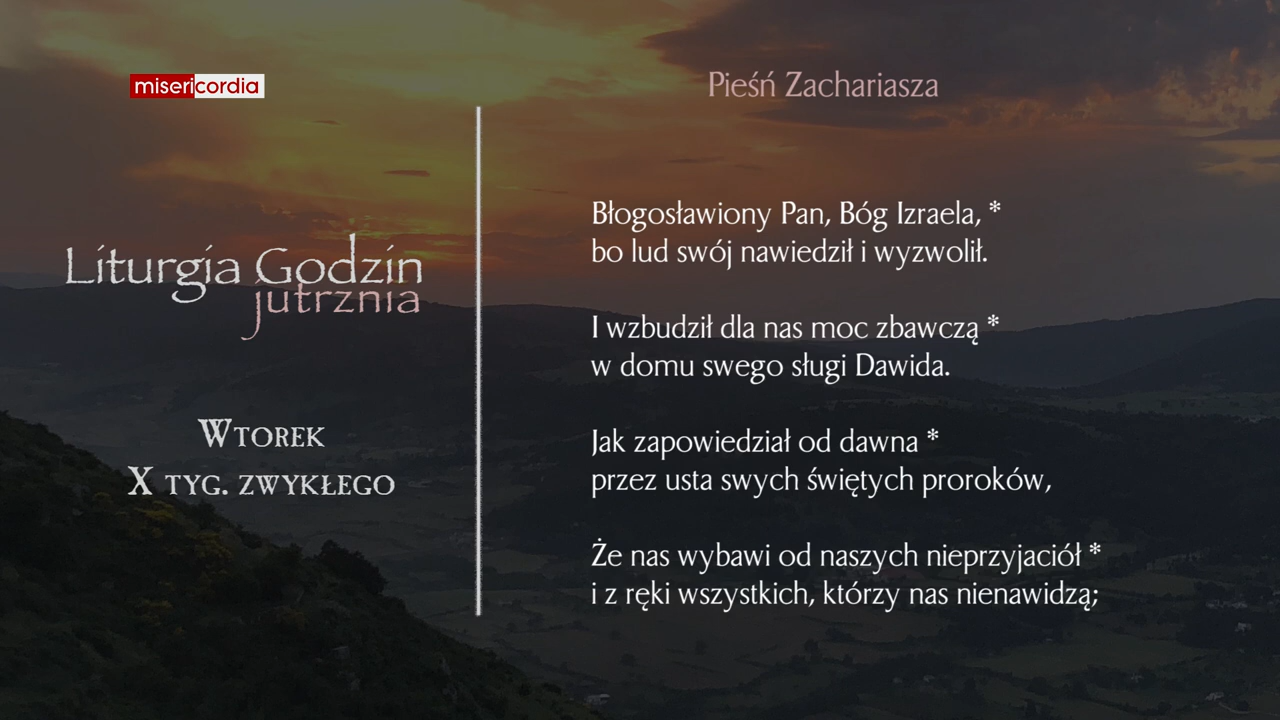 misericordia
Liturgia Godzin
jutrznia
Wtorek
X tyg. zwykłego
Pieśń Zachariasza
Błogosławiony Pan, Bóg Izraela, *
bo lud swój nawiedził i wyzwolił.
I wzbudził dla nas moc zbawczą *
w domu swego sługi Dawida.
Jak zapowiedział od dawna *
przez usta swych świętych proroków,
Że nas wybawi od naszych nieprzyjaciół *
i z ręki wszystkich, którzy nas nienawidzą;